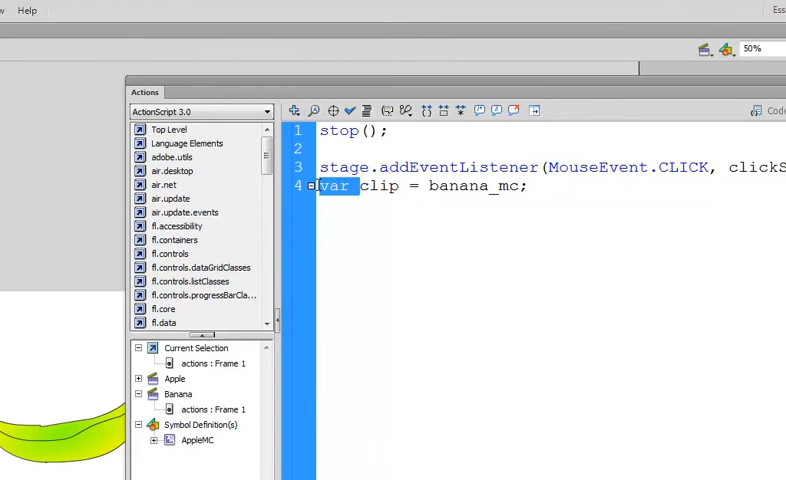 Help
Ess
50%
Actions
ActionScript 3.0
Code
Top Level
Language Elements
adobe.utils
air.desktop
air.net
air.update
air.update.events
fl.accessibility
fl.containers
fl.controls
fl.controls.dataGridClasses
fl.controls.listClasses
fl.controls.progressBarCla...
fl.core
fl.data
Current Selection
actions : Frame 1
Apple
Banana
actions : Frame 1
Symbol Definition(s)
AppleMC
1 stop();
2
3 stage.addEventListener(MouseEvent.CLICK, clickS
4 var clip = banana_mc;